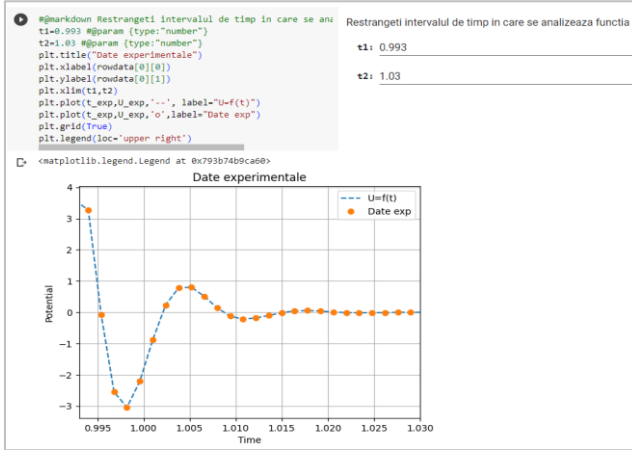 #@markdown Restrangeti intervalul de timp in care se ana
t1=0.993 #@param {type:"number"}
t2=1.03 #@param {type:"number"}
plt.title("Date experimentale")
plt.xlabel(rowdata[0][0])
plt.ylabel(rowdata[0][1])
plt.xlim(t1,t2)
plt.plot(t_exp,U_exp,'--', label="U=f(t)")
plt.plot(t_exp,U_exp,'o',label="Date exp")
plt.grid(True)
plt.legend(loc='upper right')
Restrangeti intervalul de timp in care se analizeaza functia
t1: 0.993
t2: 1.03
<matplotlib.legend.Legend at 0x793b74b9ca60>
Date experimentale
U=f(t)
Date exp
Potential
4
3
2
1
0
−1
−2
−3
0.995 1.000 1.005 1.010 1.015 1.020 1.025 1.030
Time